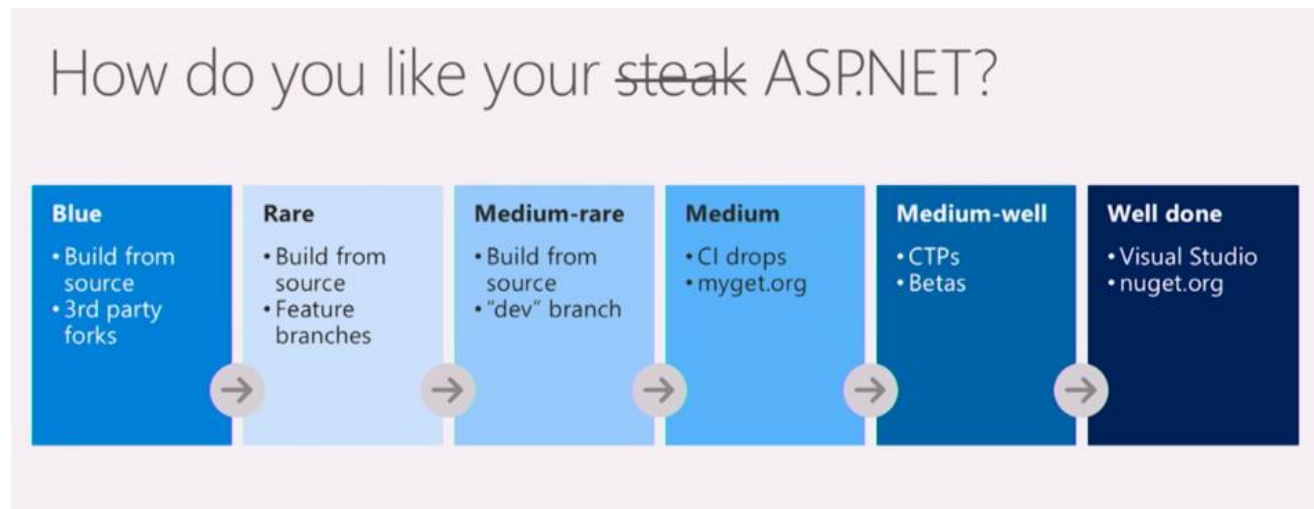 How do you like your steak ASP.NET?
Blue
• Build from
source
• 3rd party
forks
Rare
• Build from
source
• Feature
branches
Medium-rare
• Build from
source
• “dev” branch
Medium
• CI drops
• myget.org
Medium-well
• CTPs
• Betas
Well done
• Visual Studio
• nuget.org